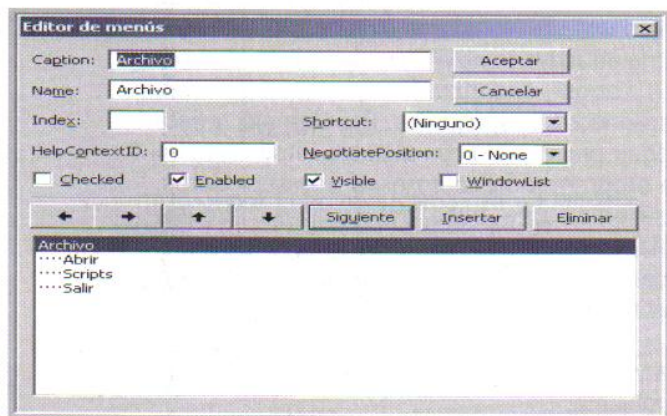 Editor de menús
Caption: Archivo
Aceptar
Name: Archivo
Cancelar
Index:
Shortcut: (Ninguno)
HelpContextID: 0
NegotiatePosition: 0 - None
Checked
Enabled
Visible
WindowList
Siguiente
Insertar
Eliminar
Archivo
····Abrir
····Scripts
····Salir